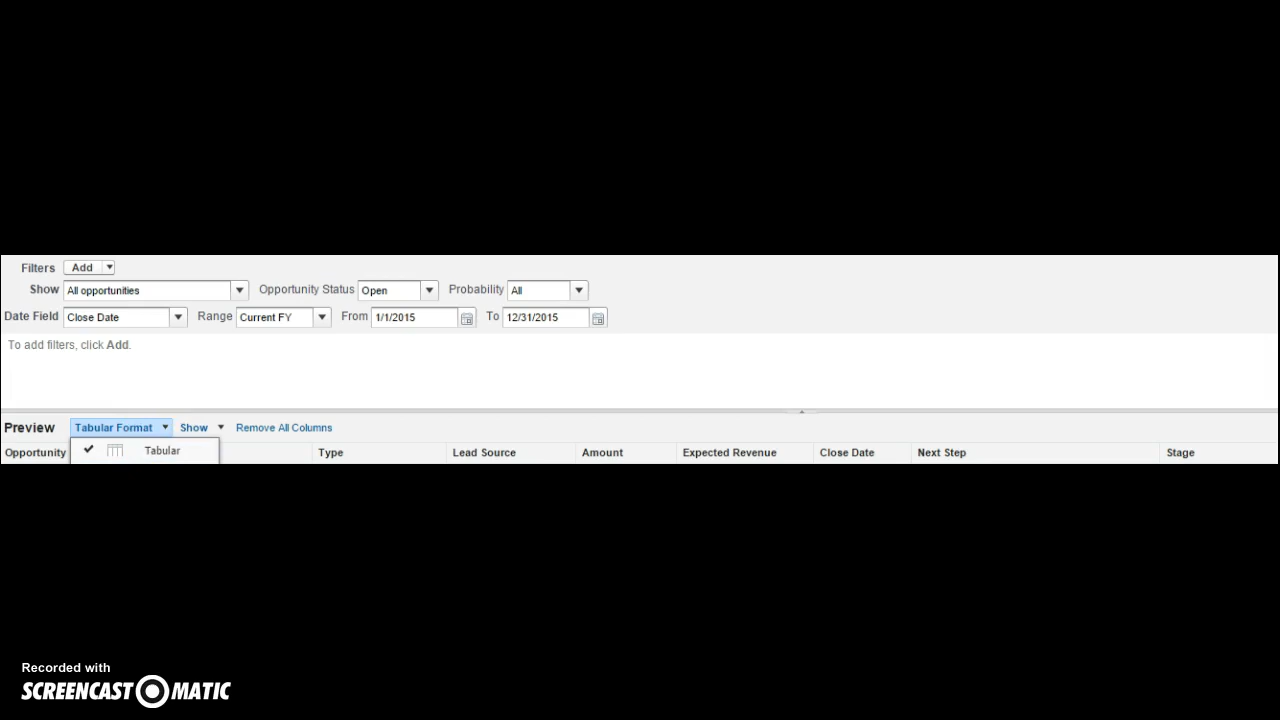 Filters Add
Show All opportunities Opportunity Status Open Probability All
Date Field Close Date Range Current FY From 1/1/2015 To 12/31/2015
To add filters, click Add.
Preview Tabular Format Show Remove All Columns
Tabular
Opportunity Type Lead Source Amount Expected Revenue Close Date Next Step Stage
Recorded with
SCREENCAST MATIC